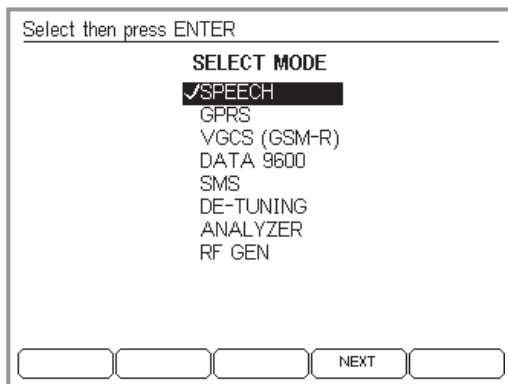 Select then press ENTER
SELECT MODE
✓SPEECH
GPRS
VGCS (GSM-R)
DATA 9600
SMS
DE-TUNING
ANALYZER
RF GEN
NEXT